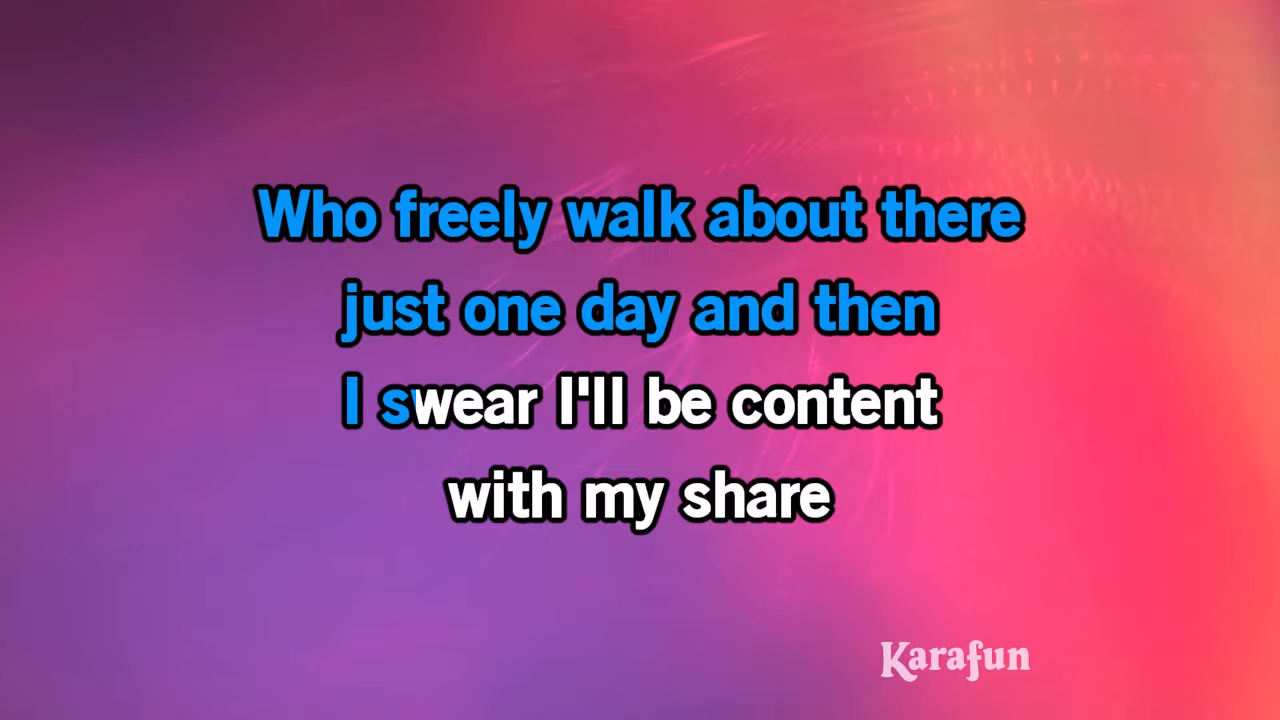 Who freely walk about there
just one day and then
I swear I'll be content
with my share
Karafun